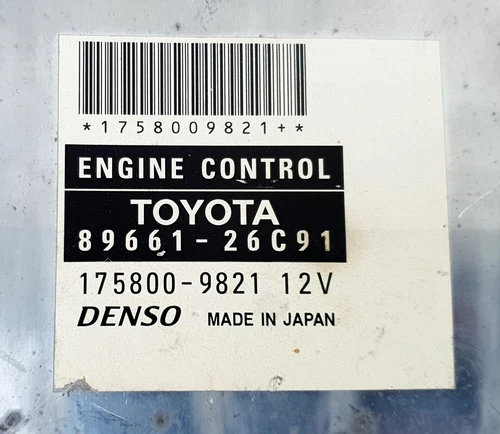 *1758009821+*
ENGINE CONTROL
TOYOTA
89661-26C91
175800-9821 12V
DENSO MADE IN JAPAN